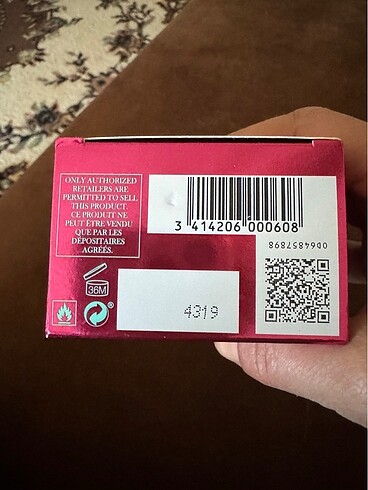 ONLY AUTHORIZED
RETAILERS ARE
PERMITTED TO SELL
THIS PRODUCT.
CE PRODUIT NE
PEUT ÊTRE VENDU
QUE PAR LES
DÉPOSITAIRES
AGRÉÉS.
3 414206 000608
0D64857898
36M
®
4319